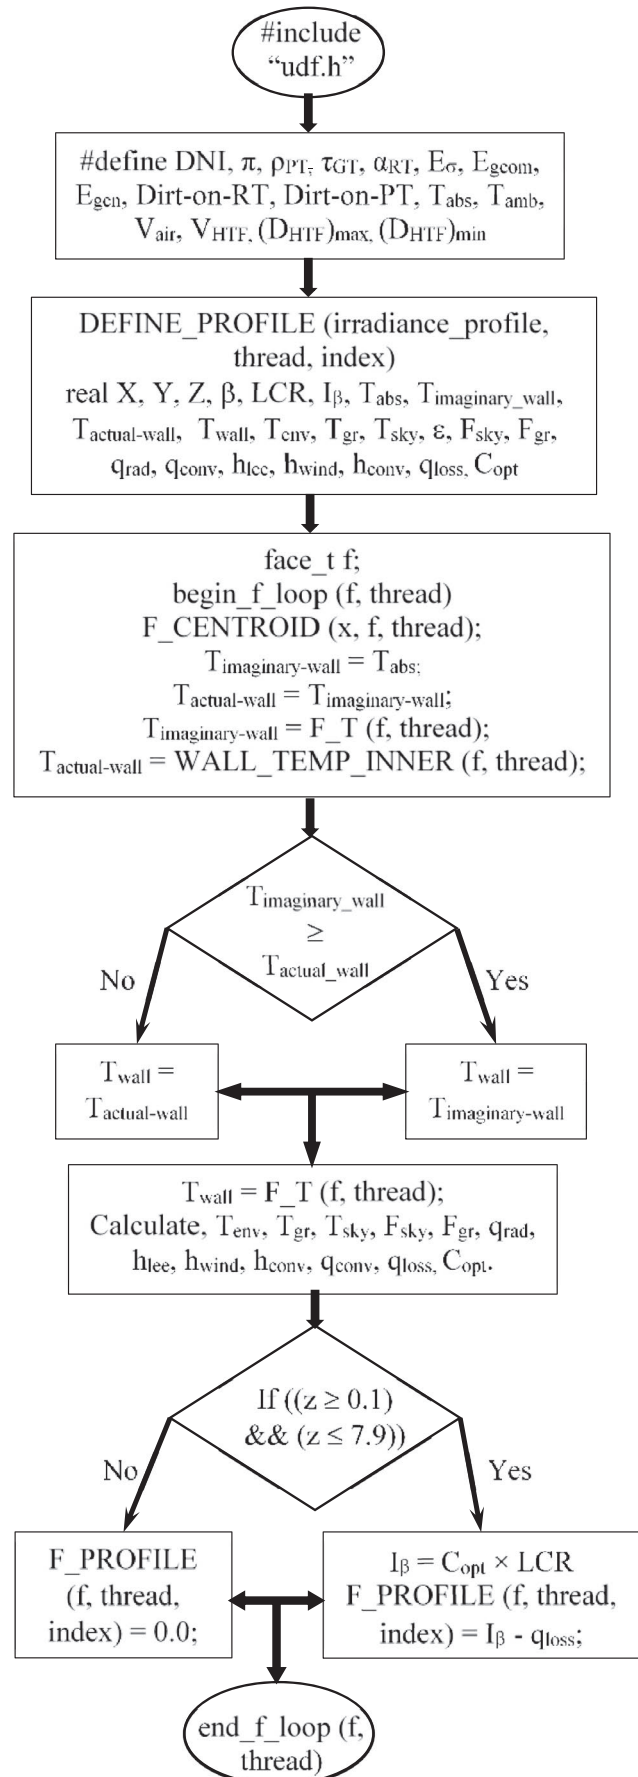 #include
“udf.h”
#define DNI, π, ρPT, τGT, αRT, Eσ, Egeom,
Egen, Dirt-on-RT, Dirt-on-PT, Tabs, Tamb,
Vair, VHTF, (DHTF)max, (DHTF)min
DEFINE_PROFILE (irradiance_profile,
thread, index)
real X, Y, Z, β, LCR, Iβ, Tabs, Timaginary_wall,
Tactual-wall, Twall, Tenv, Tgr, Tsky, ε, Fsky, Fgr,
qrad, qconv, hlee, hwind, hconv, qloss, Copt
face_t f;
begin_f_loop (f, thread)
F_CENTROID (x, f, thread);
Timaginary-wall = Tabs;
Tactual-wall = Timaginary-wall;
Timaginary-wall = F_T (f, thread);
Tactual-wall = WALL_TEMP_INNER (f, thread);
Timaginary_wall
≥
Tactual_wall
No
Yes
Twall =
Tactual-wall
Twall =
Timaginary-wall
Twall = F_T (f, thread);
Calculate, Tenv, Tgr, Tsky, Fsky, Fgr, qrad,
hlee, hwind, hconv, qconv, qloss, Copt.
If ((z ≥ 0.1)
&& (z ≤ 7.9))
No
Yes
F_PROFILE
(f, thread,
index) = 0.0;
Iβ = Copt × LCR
F_PROFILE (f, thread,
index) = Iβ - qloss;
end_f_loop (f,
thread)